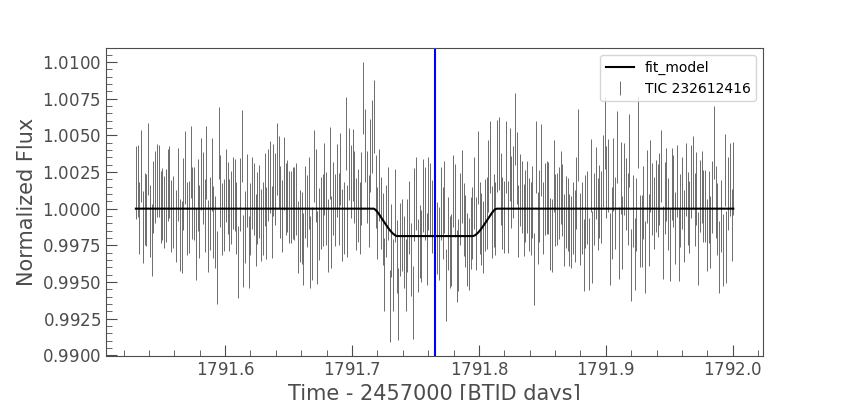 1.0100
1.0075
1.0050
1.0025
1.0000
0.9975
0.9950
0.9925
0.9900
Normalized Flux
fit_model
TIC 232612416
1791.6 1791.7 1791.8 1791.9 1792.0
Time - 2457000 [BTJD days]